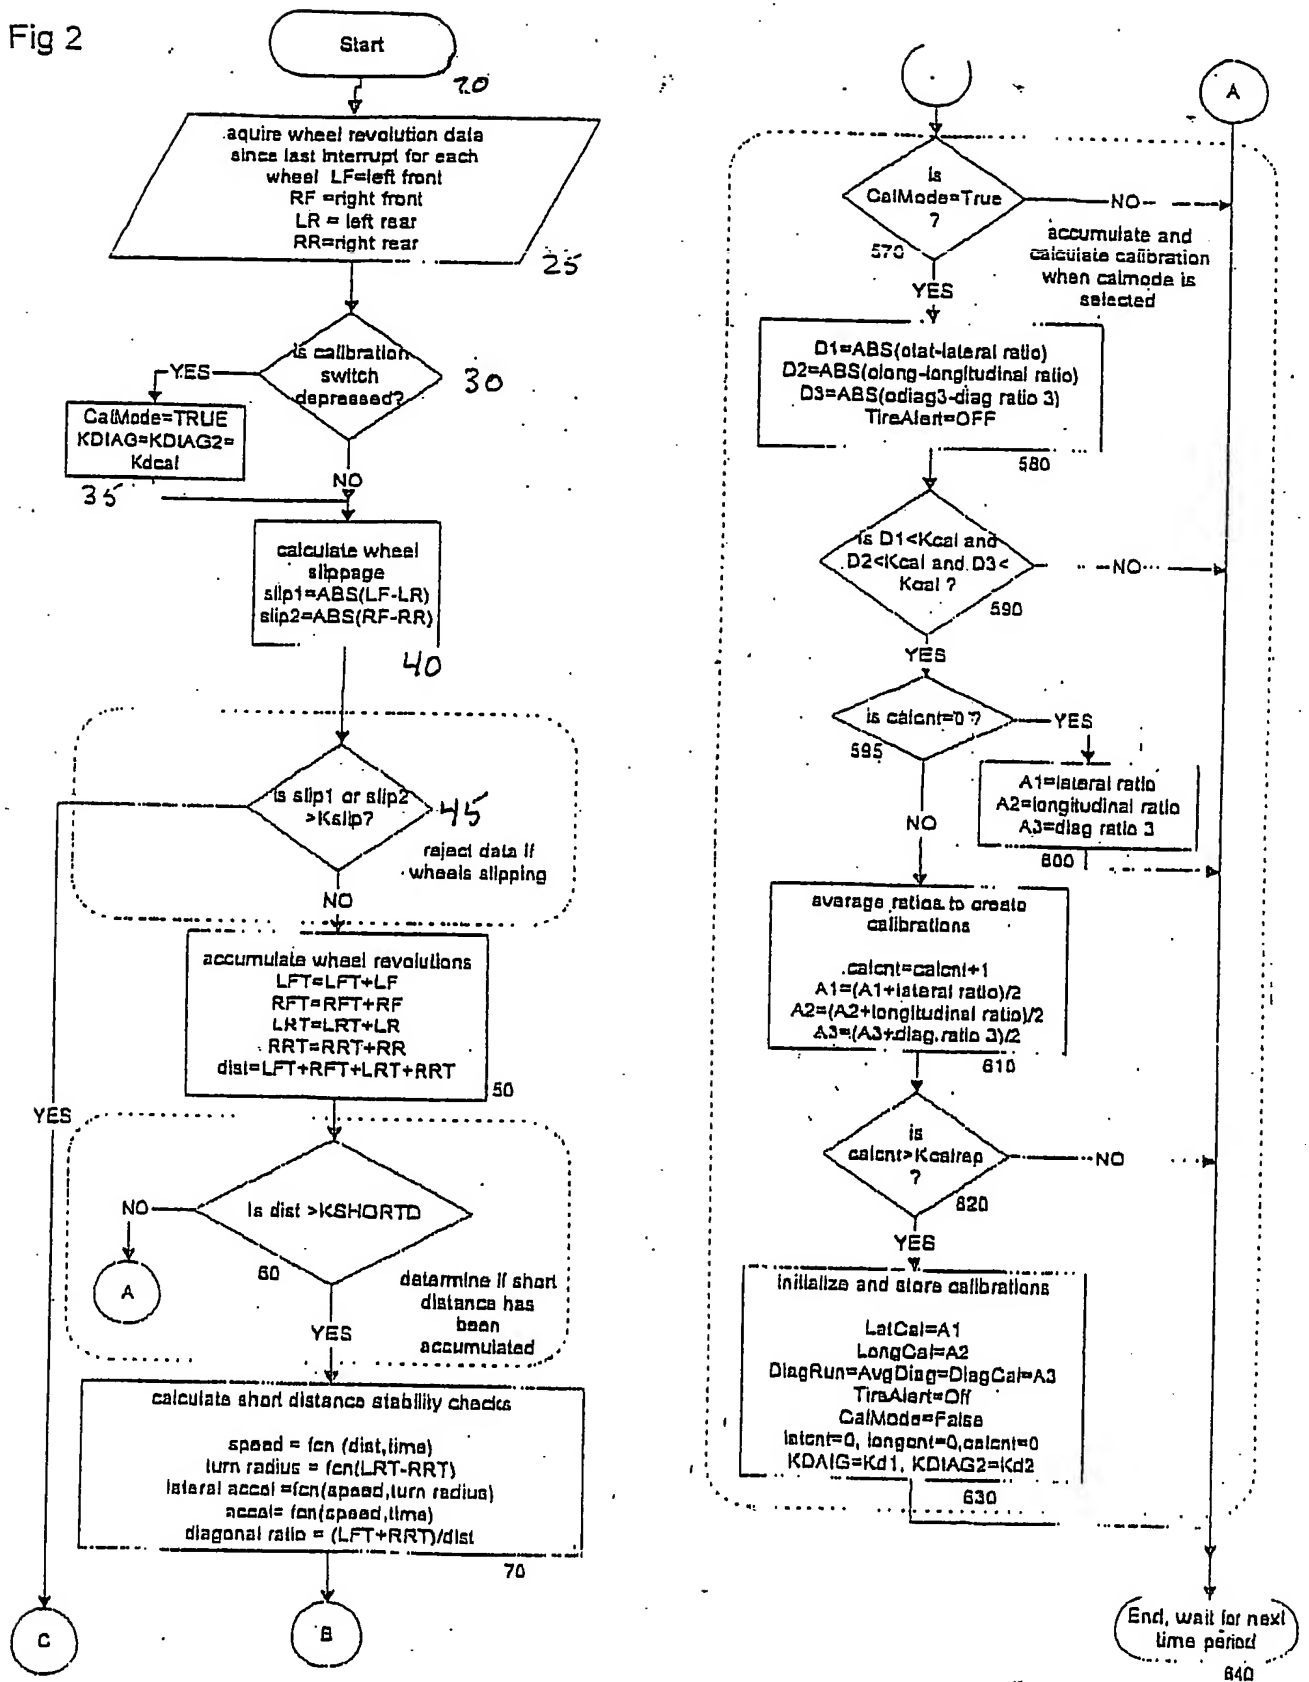 Fig 2
Start
20
aquire wheel revolution data
since last interrupt for each
wheel LF=left front
RF =right front
LR = left rear
RR=right rear
25
is calibration
switch
depressed?
30
YES
CalMode=TRUE
KDIAG=KDIAG2=
Kdcal
35
NO
calculate wheel
slippage
slip1=ABS(LF-LR)
slip2=ABS(RF-RR)
40
is slip1 or slip2
>Kslip?
45
reject data if
wheels slipping
NO
accumulate wheel revolutions
LFT=LFT+LF
RFT=RFT+RF
LRT=LRT+LR
RRT=RRT+RR
dist=LFT+RFT+LRT+RRT
50
YES
NO
Is dist >KSHORTD
60
A
determine if short
distance has
been
accumulated
YES
calculate short distance stability checks
speed = fcn (dist,time)
turn radius = fcn(LRT-RRT)
lateral accel =fcn(speed,turn radius)
accel= fcn(speed,time)
diagonal ratio = (LFT+RRT)/dist
70
C
B
A
is
CalMode=True
?
570
NO
accumulate and
calculate calibration
when calmode is
selected
YES
D1=ABS(olat-lateral ratio)
D2=ABS(olong-longitudinal ratio)
D3=ABS(odiag3-diag ratio 3)
TireAlert=OFF
580
is D1<Kcal and
D2<Kcal and D3<
Kcal ?
590
NO
YES
is calcnt=0 ?
595
YES
A1=lateral ratio
A2=longitudinal ratio
A3=diag ratio 3
600
NO
average ratios to create
calibrations
calcnt=calcnt+1
A1=(A1+lateral ratio)/2
A2=(A2+longitudinal ratio)/2
A3=(A3+diag.ratio 3)/2
610
is
calcnt>Kcalrep
?
620
NO
YES
initialize and store calibrations
LatCal=A1
LongCal=A2
DiagRun=AvgDiag=DiagCal=A3
TireAlert=Off
CalMode=False
latcnt=0, longcnt=0,calcnt=0
KDAIG=Kd1, KDIAG2=Kd2
630
End, wait for next
time period
640